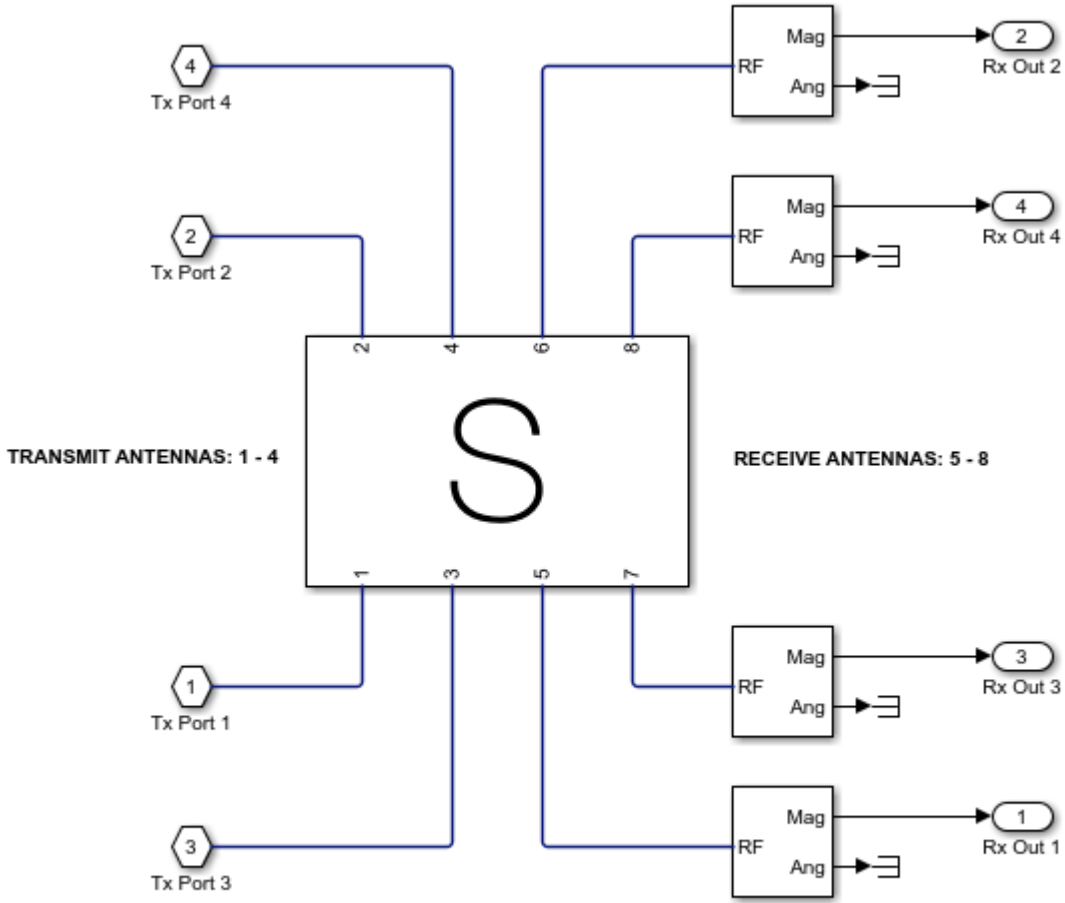 4
Tx Port 4
RF
Mag
Ang
2
Rx Out 2
2
Tx Port 2
RF
Mag
Ang
4
Rx Out 4
2
4
6
8
TRANSMIT ANTENNAS: 1 - 4
S
RECEIVE ANTENNAS: 5 - 8
1
3
5
7
1
Tx Port 1
RF
Mag
Ang
3
Rx Out 3
3
Tx Port 3
RF
Mag
Ang
1
Rx Out 1